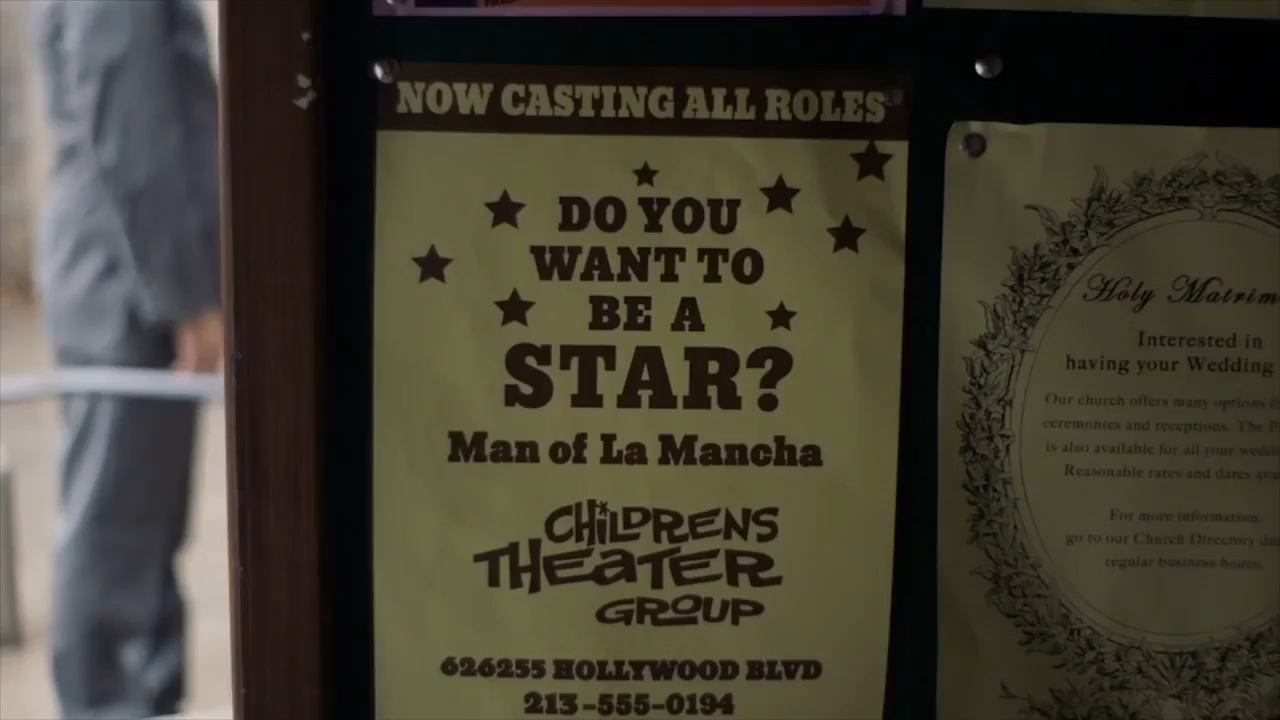 NOW CASTING ALL ROLES
DO YOU
WANT TO
BE A
STAR?
Man of La Mancha
CHILDRENS
THEATER
GROUP
626255 HOLLYWOOD BLVD
213-555-0194
Holy
Interested in
having your Wedding
Our church offers many options
ceremonies and receptions. The
is also available for all your
Reasonable rates and dates
For more information,
go to our Church Directory
regular business hours.